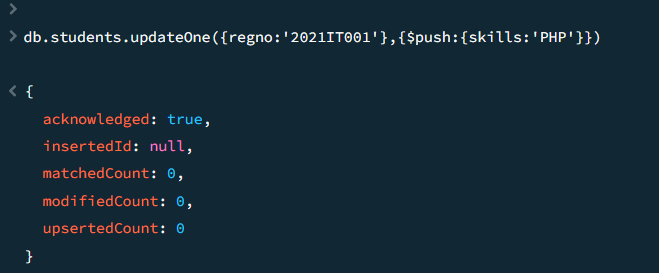 >
> db.students.updateOne({regno:'2021IT001'},{$push:{skills:'PHP'}})
< {
acknowledged: true,
insertedId: null,
matchedCount: 0,
modifiedCount: 0,
upsertedCount: 0
}